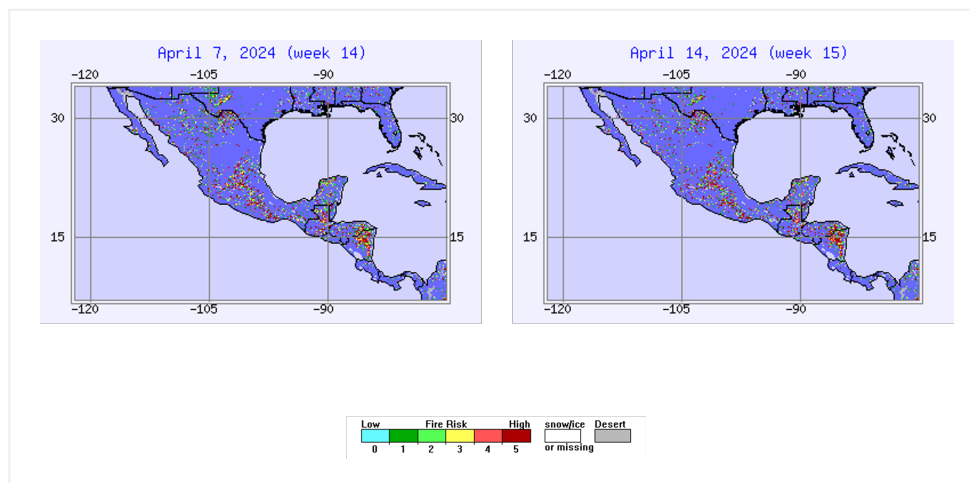 April 7, 2024 (week 14)
-120 -105 -90
30 30
15 15
-120 -105 -90
April 14, 2024 (week 15)
-120 -105 -90
30 30
15 15
-120 -105 -90
Low Fire Risk High snow/ice Desert
0 1 2 3 4 5 or missing